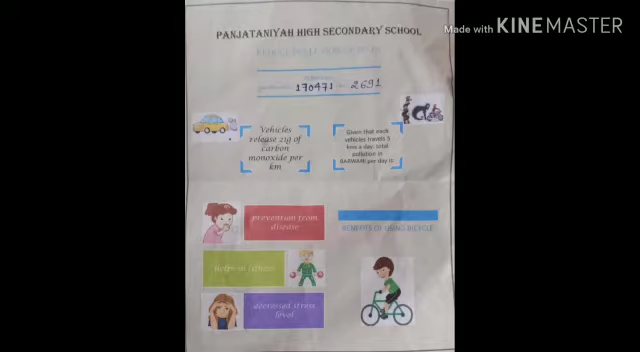 Made with KINEMASTER
PANJATANIYAH HIGH SECONDARY SCHOOL
170471 2691
Vehicles
release 21g of
carbon
monoxide per
km
Given that each
vehicles travels 5
kms a day, total
pollution in
BARWANI per day is
prevention from
disease
BENEFITS OF USING BICYCLE
helps in fitness
decreased stress
level